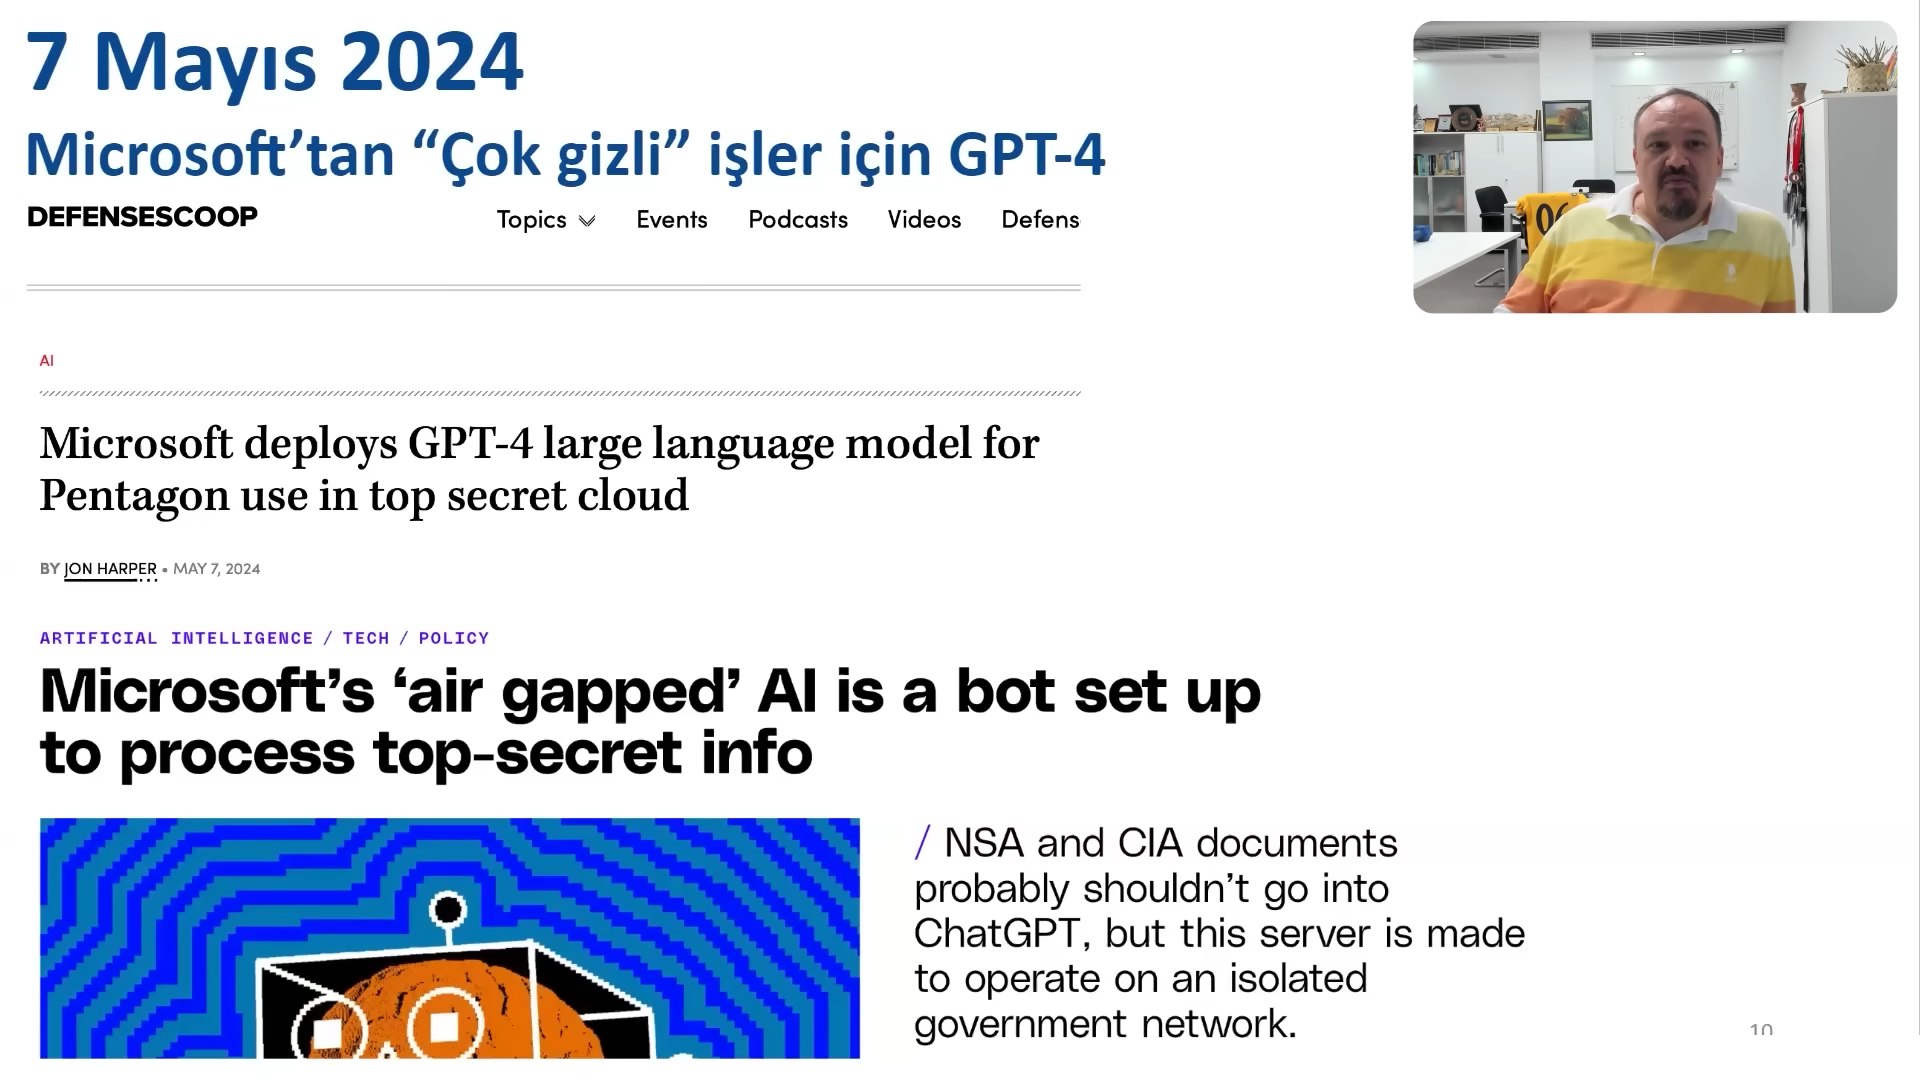 7 Mayıs 2024
Microsoft’tan “Çok gizli” işler için GPT-4
DEFENSESCOOP
Topics Events Podcasts Videos Defens
AI
Microsoft deploys GPT-4 large language model for
Pentagon use in top secret cloud
BY JON HARPER • MAY 7, 2024
ARTIFICIAL INTELLIGENCE / TECH / POLICY
Microsoft’s ‘air gapped’ AI is a bot set up
to process top-secret info
/ NSA and CIA documents
probably shouldn’t go into
ChatGPT, but this server is made
to operate on an isolated
government network.
10
06